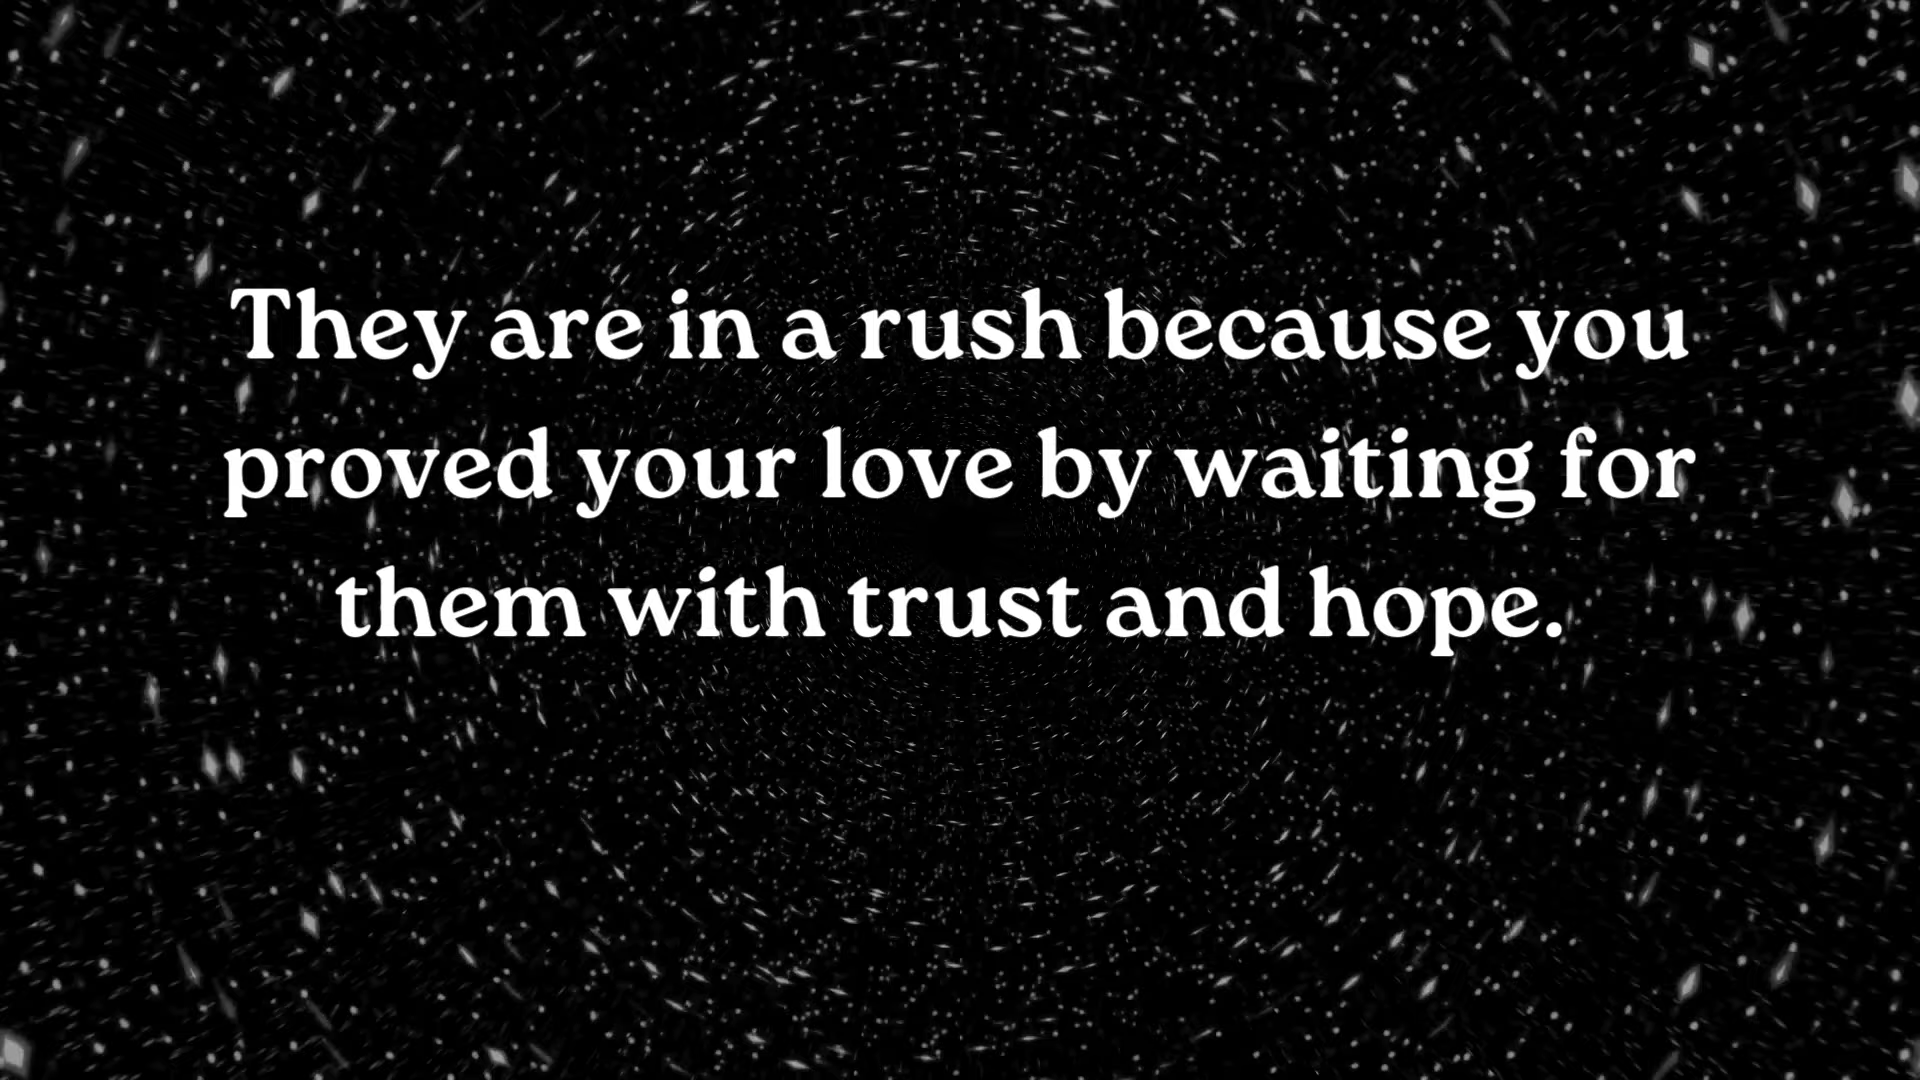 They are in a rush because you
proved your love by waiting for
them with trust and hope.